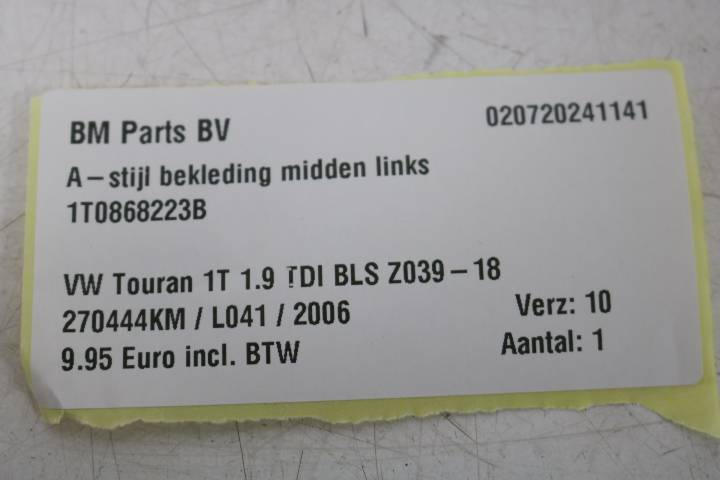 BM Parts BV 020720241141
A-stijl bekleding midden links
1T0868223B
VW Touran 1T 1.9 TDI BLS Z039-18
270444KM / L041 / 2006 Verz: 10
9.95 Euro incl. BTW Aantal: 1